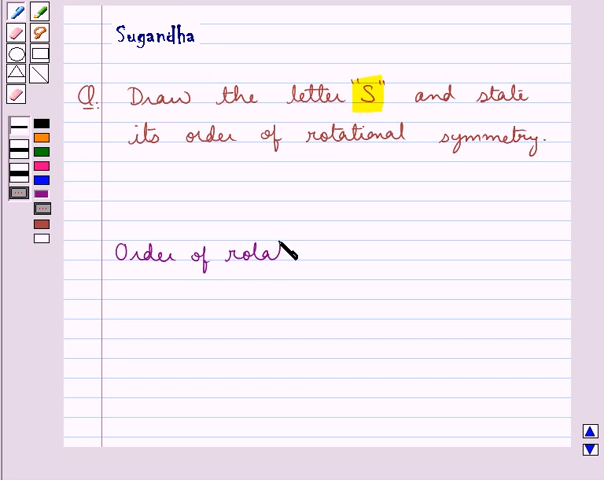 Sugandha
Q. Draw the letter "S" and state
its order of rotational symmetry.
Order of rota